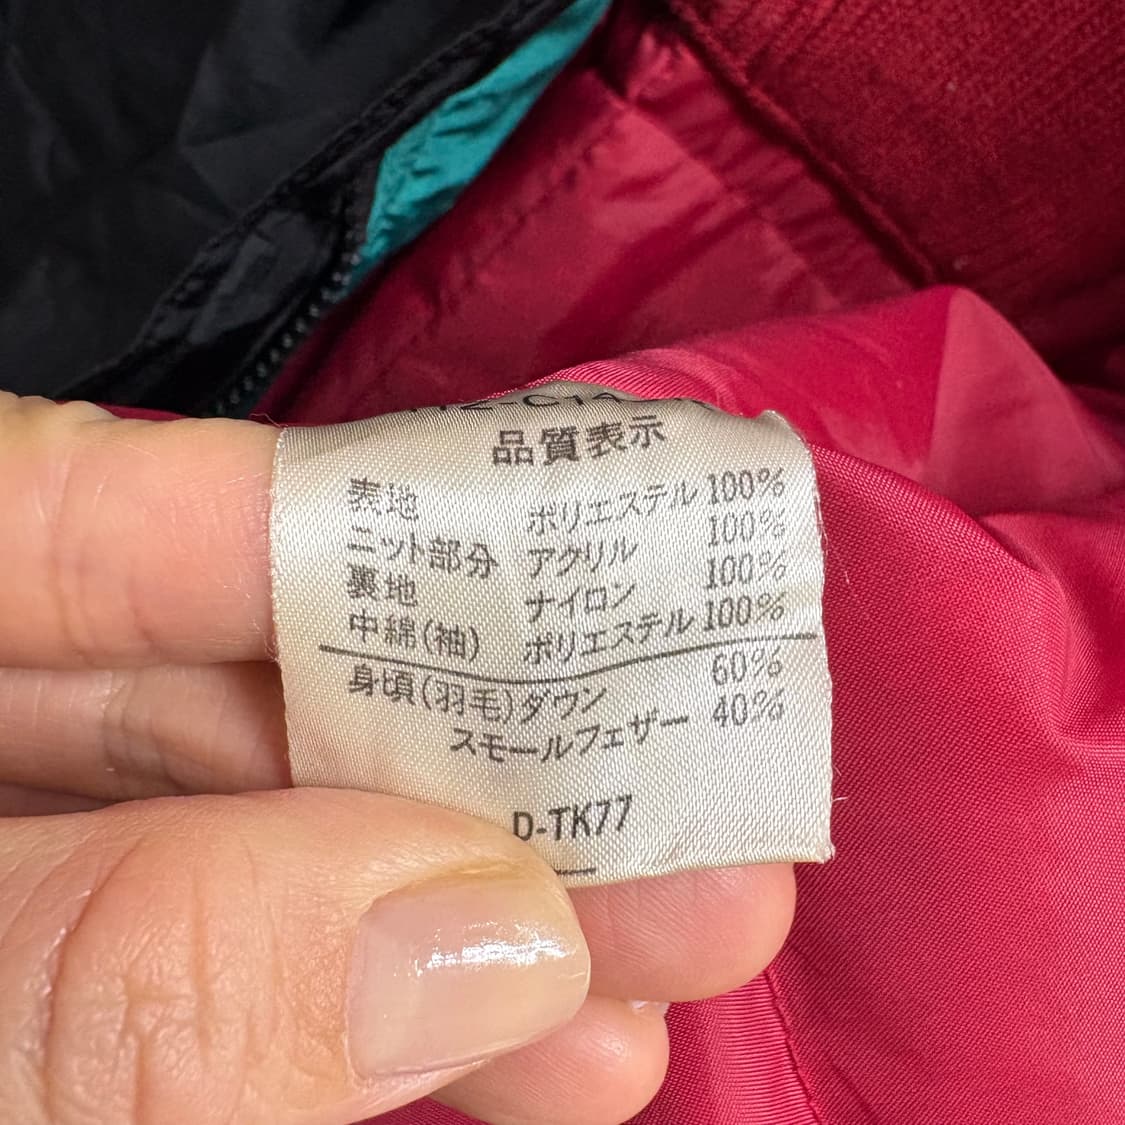 品質表示
表地 ポリエステル 100%
ニット部分 アクリル 100%
裏地 ナイロン 100%
中綿(袖) ポリエステル 100%
身頃(羽毛) ダウン 60%
スモールフェザー 40%
D-TK77